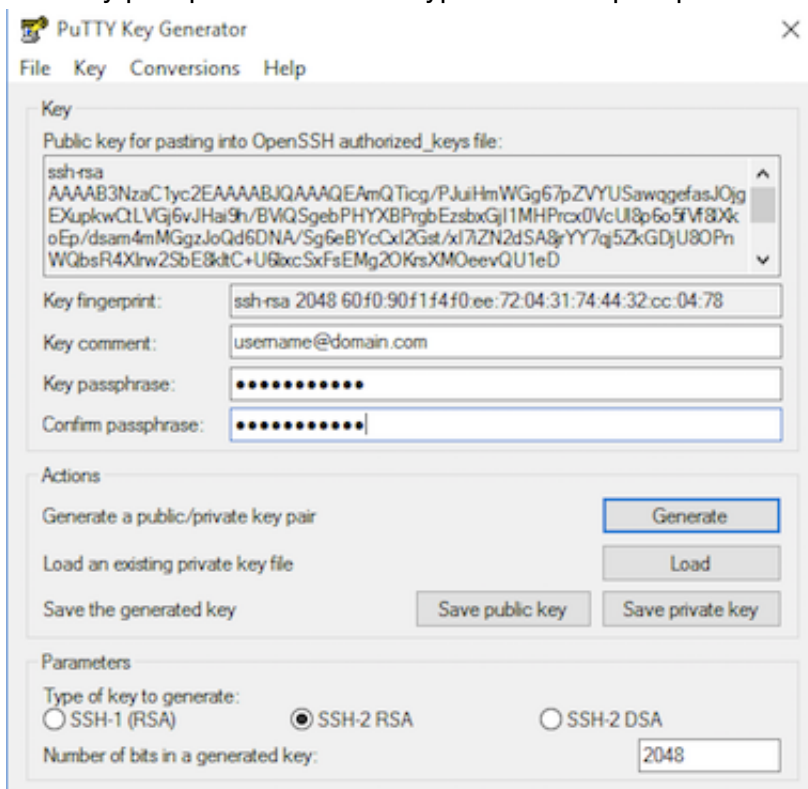 PuTTY Key Generator
File Key Conversions Help
Key
Public key for pasting into OpenSSH authorized_keys file:
ssh-rsa
Key fingerprint: ssh-rsa 2048 60:f0:90:f1:f4:f0:ee:72:04:31:74:44:32:cc:04:78
Key comment: username@domain.com
Key passphrase: •••••••••••
Confirm passphrase: •••••••••••
Actions
Generate a public/private key pair Generate
Load an existing private key file Load
Save the generated key Save public key Save private key
Parameters
Type of key to generate:
SSH-1 (RSA) SSH-2 RSA SSH-2 DSA
Number of bits in a generated key: 2048